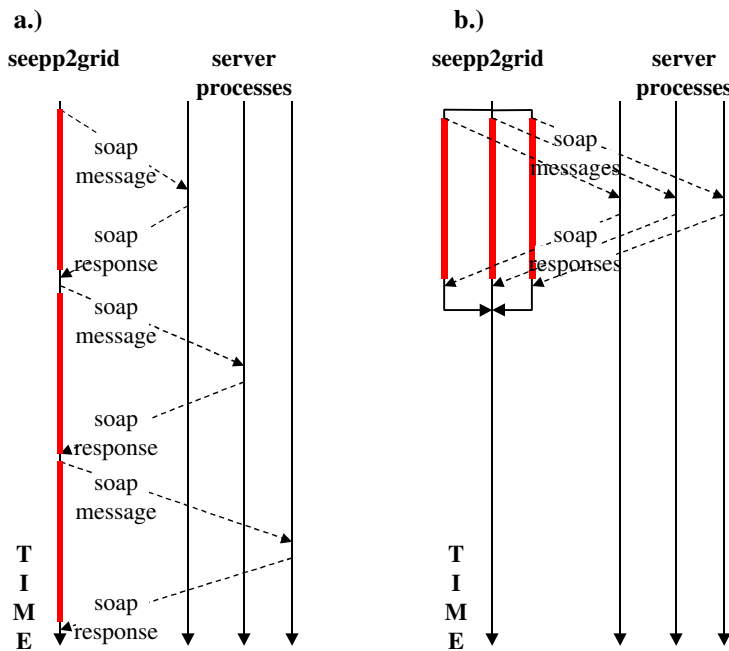 a.)
seepp2grid
server
processes
soap
message
soap
response
soap
message
soap
response
soap
message
soap
response
T
I
M
E
b.)
seepp2grid
server
processes
soap
messages
soap
responses
T
I
M
E